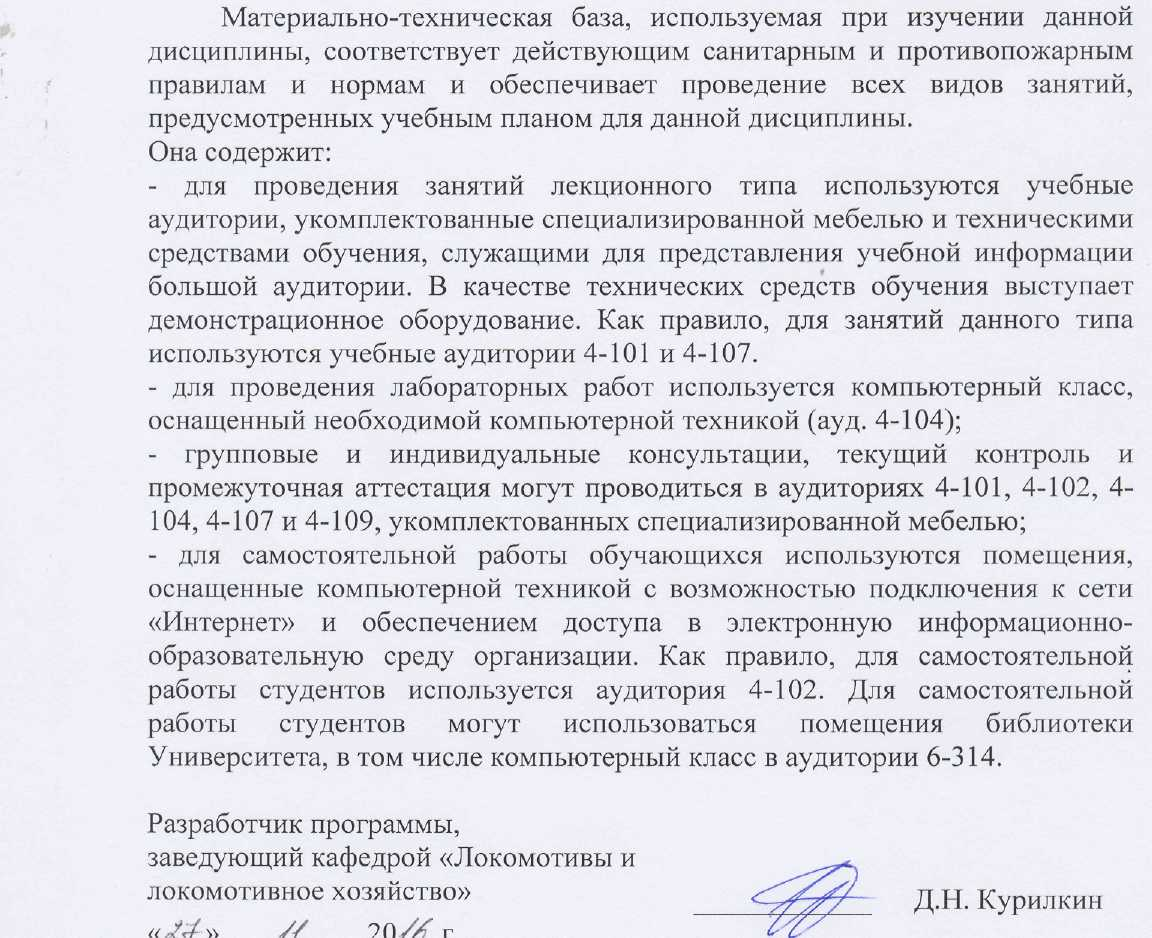 Материально-техническая база, используемая при изучении данной
дисциплины, соответствует действующим санитарным и противопожарным
правилам и нормам и обеспечивает проведение всех видов занятий,
предусмотренных учебным планом для данной дисциплины.
Она содержит:
- для проведения занятий лекционного типа используются учебные
аудитории, укомплектованные специализированной мебелью и техническими
средствами обучения, служащими для представления учебной информации
большой аудитории. В качестве технических средств обучения выступает
демонстрационное оборудование. Как правило, для занятий данного типа
используются учебные аудитории 4-101 и 4-107.
- для проведения лабораторных работ используется компьютерный класс,
оснащенный необходимой компьютерной техникой (ауд. 4-104);
- групповые и индивидуальные консультации, текущий контроль и
промежуточная аттестация могут проводиться в аудиториях 4-101, 4-102, 4-
104, 4-107 и 4-109, укомплектованных специализированной мебелью;
- для самостоятельной работы обучающихся используются помещения,
оснащенные компьютерной техникой с возможностью подключения к сети
«Интернет» и обеспечением доступа в электронную информационно-
образовательную среду организации. Как правило, для самостоятельной
работы студентов используется аудитория 4-102. Для самостоятельной
работы студентов могут использоваться помещения библиотеки
Университета, в том числе компьютерный класс в аудитории 6-314.
Разработчик программы,
заведующий кафедрой «Локомотивы и
локомотивное хозяйство»
Д.Н. Курилкин
«27» 11 2016 г.